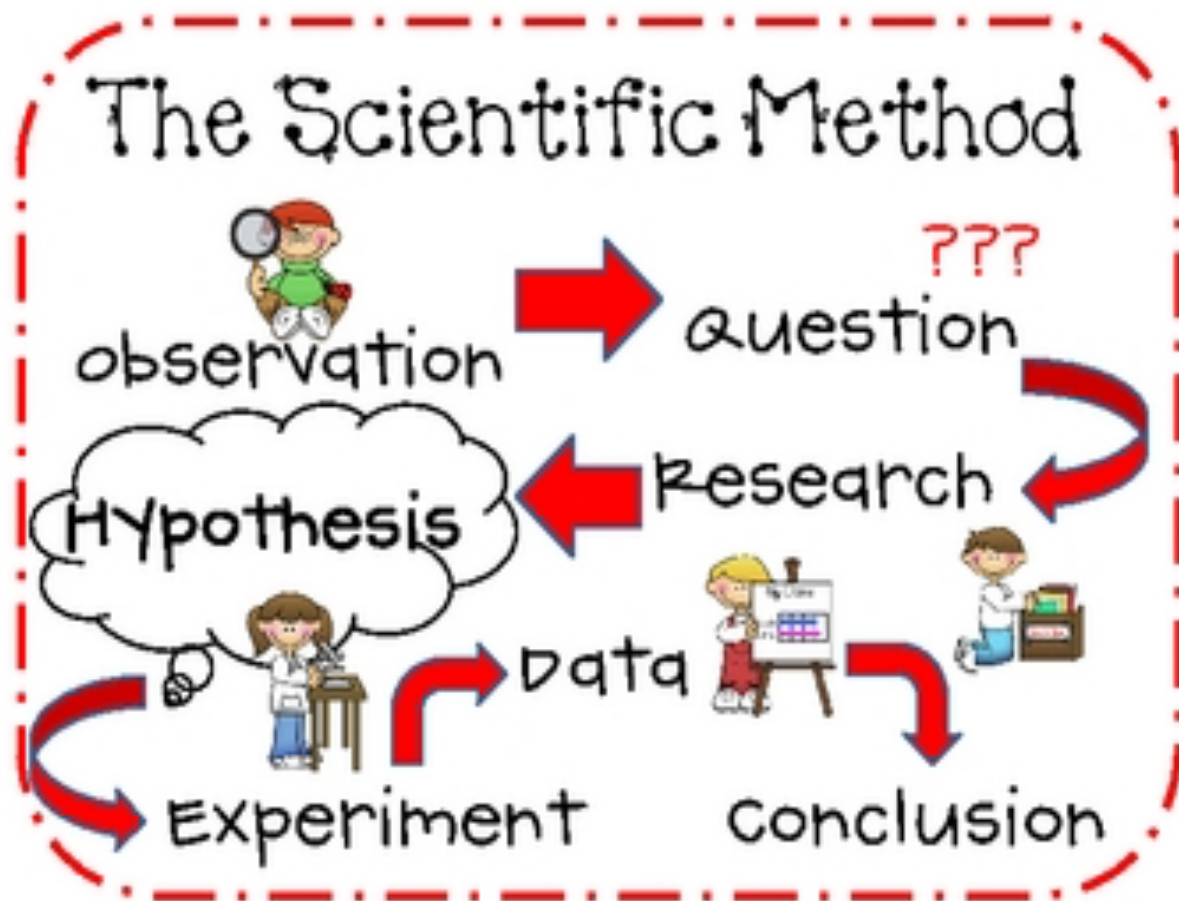 The Scientific Method
???
Observation
Question
Research
Hypothesis
Data
Experiment
Conclusion